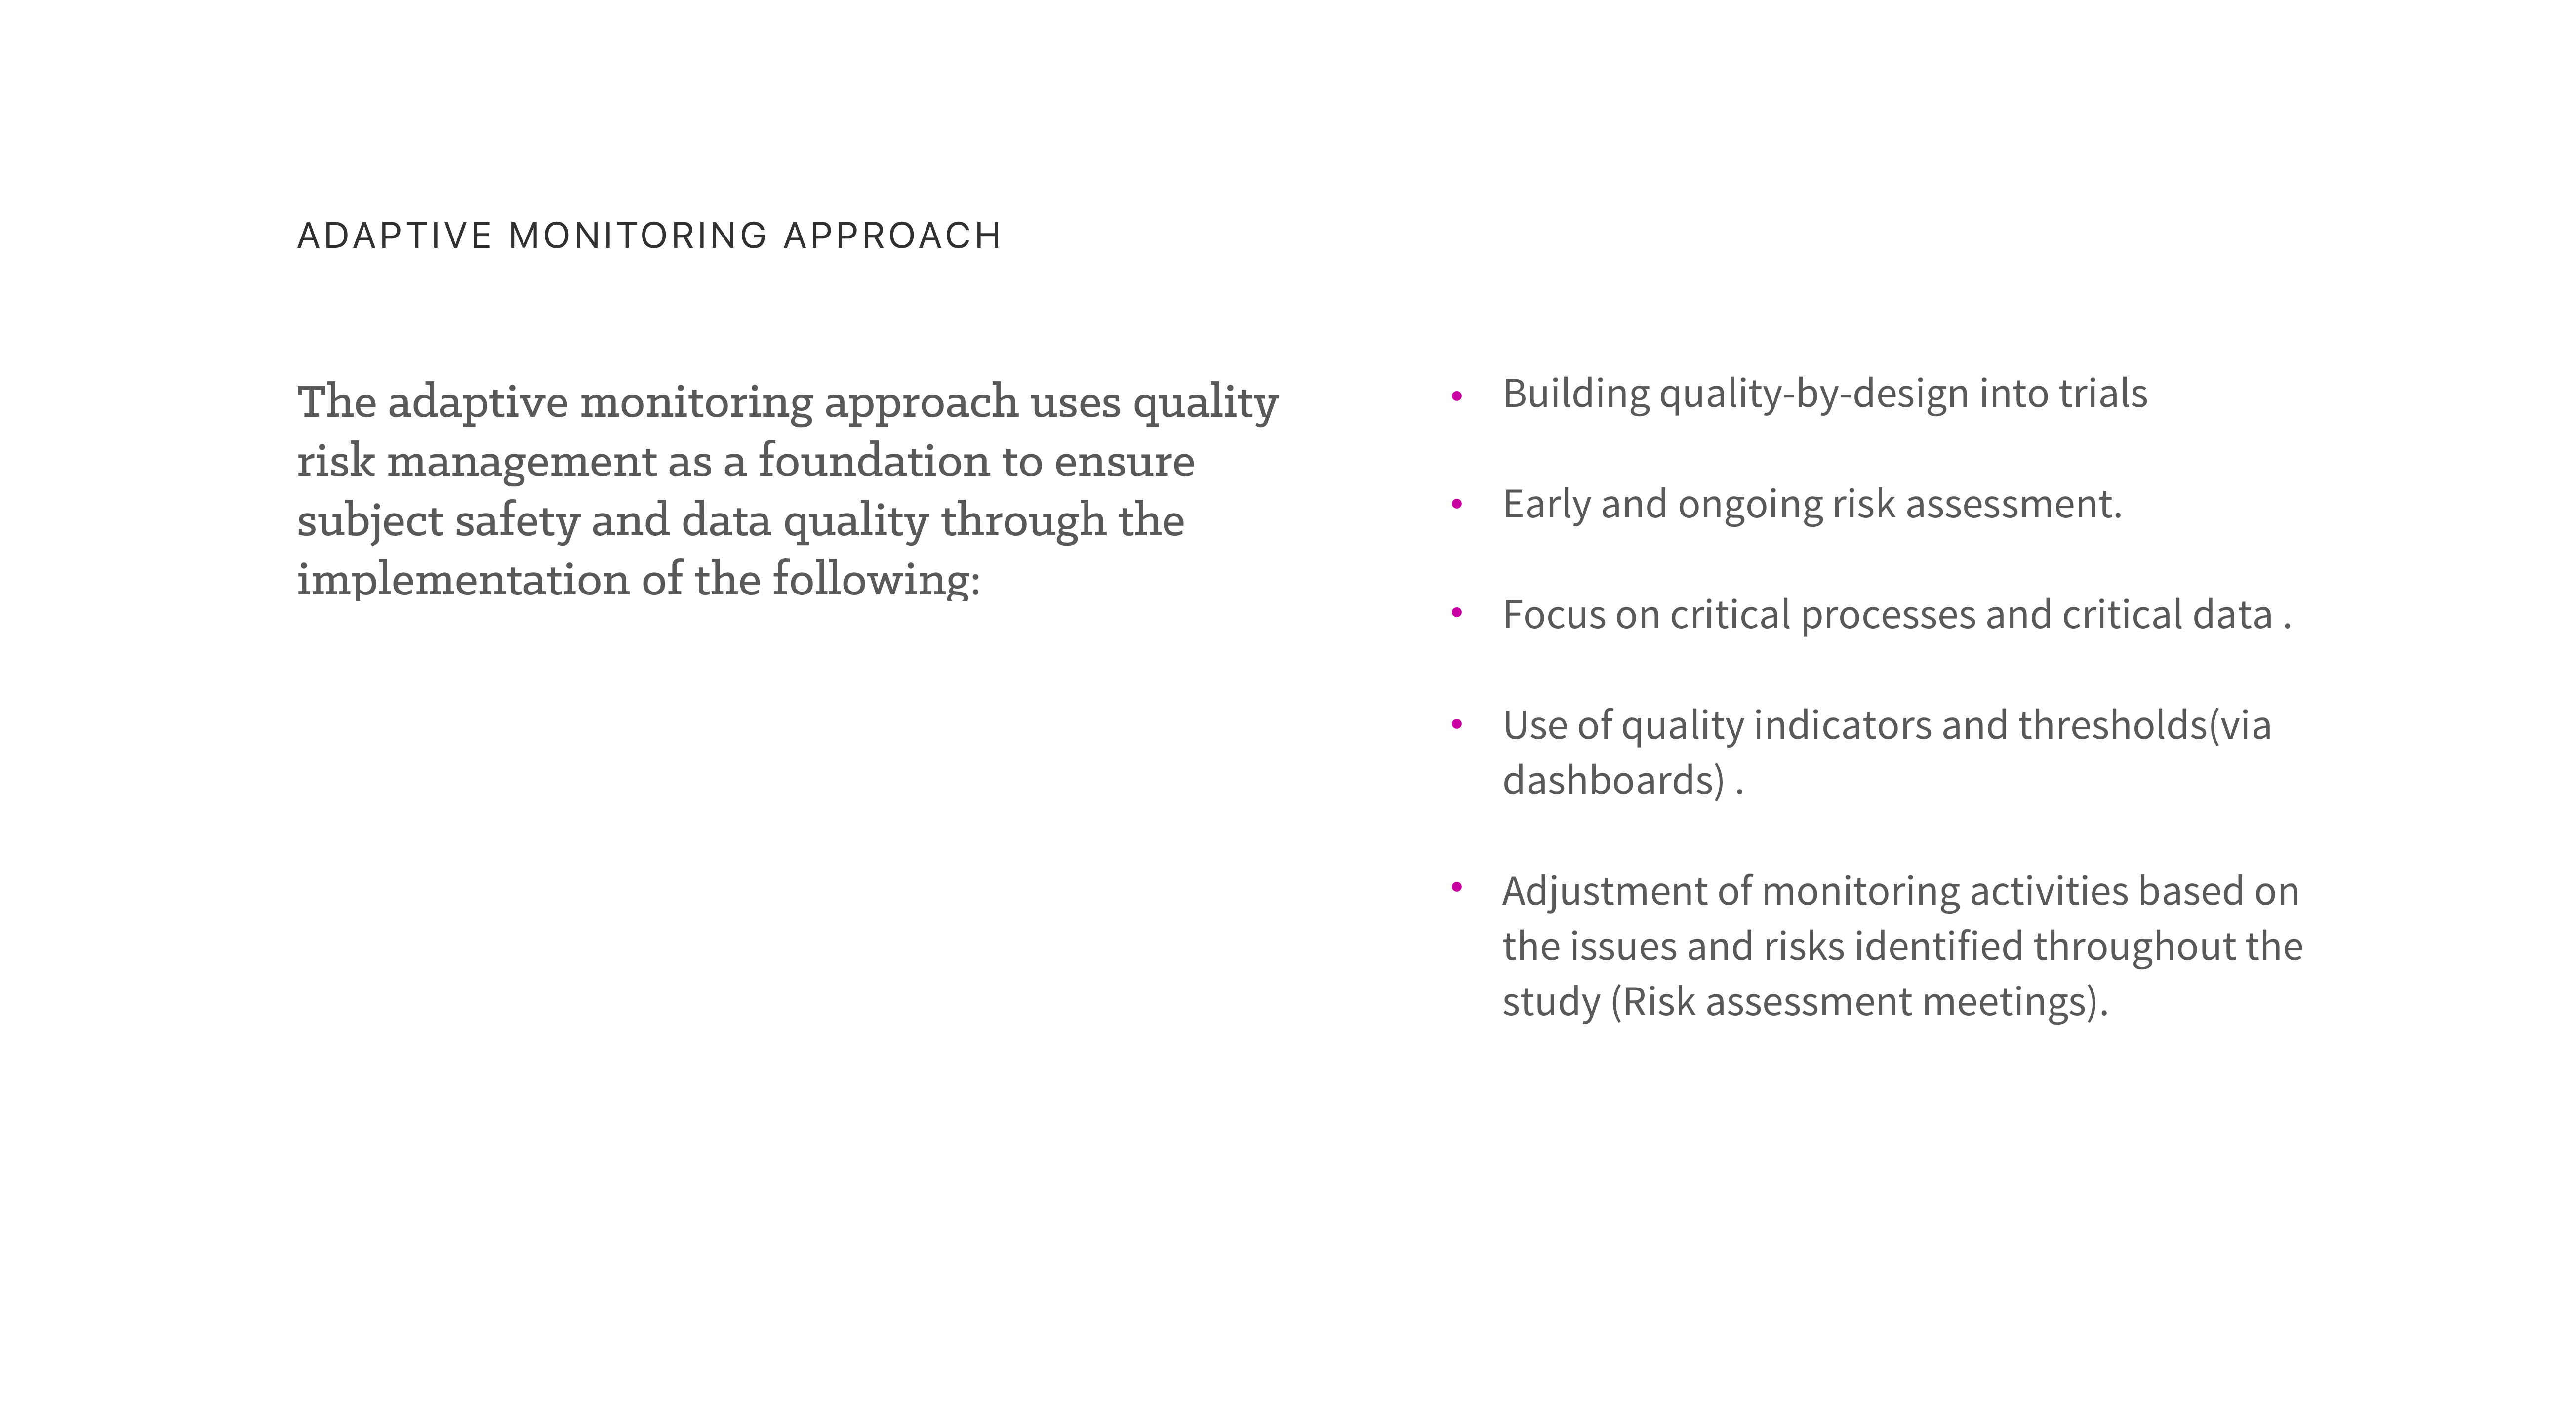 ADAPTIVE MONITORING APPROACH
The adaptive monitoring approach uses quality
risk management as a foundation to ensure
subject safety and data quality through the
implementation of the following:
• Building quality-by-design into trials
• Early and ongoing risk assessment.
• Focus on critical processes and critical data .
• Use of quality indicators and thresholds(via
dashboards) .
• Adjustment of monitoring activities based on
the issues and risks identified throughout the
study (Risk assessment meetings).